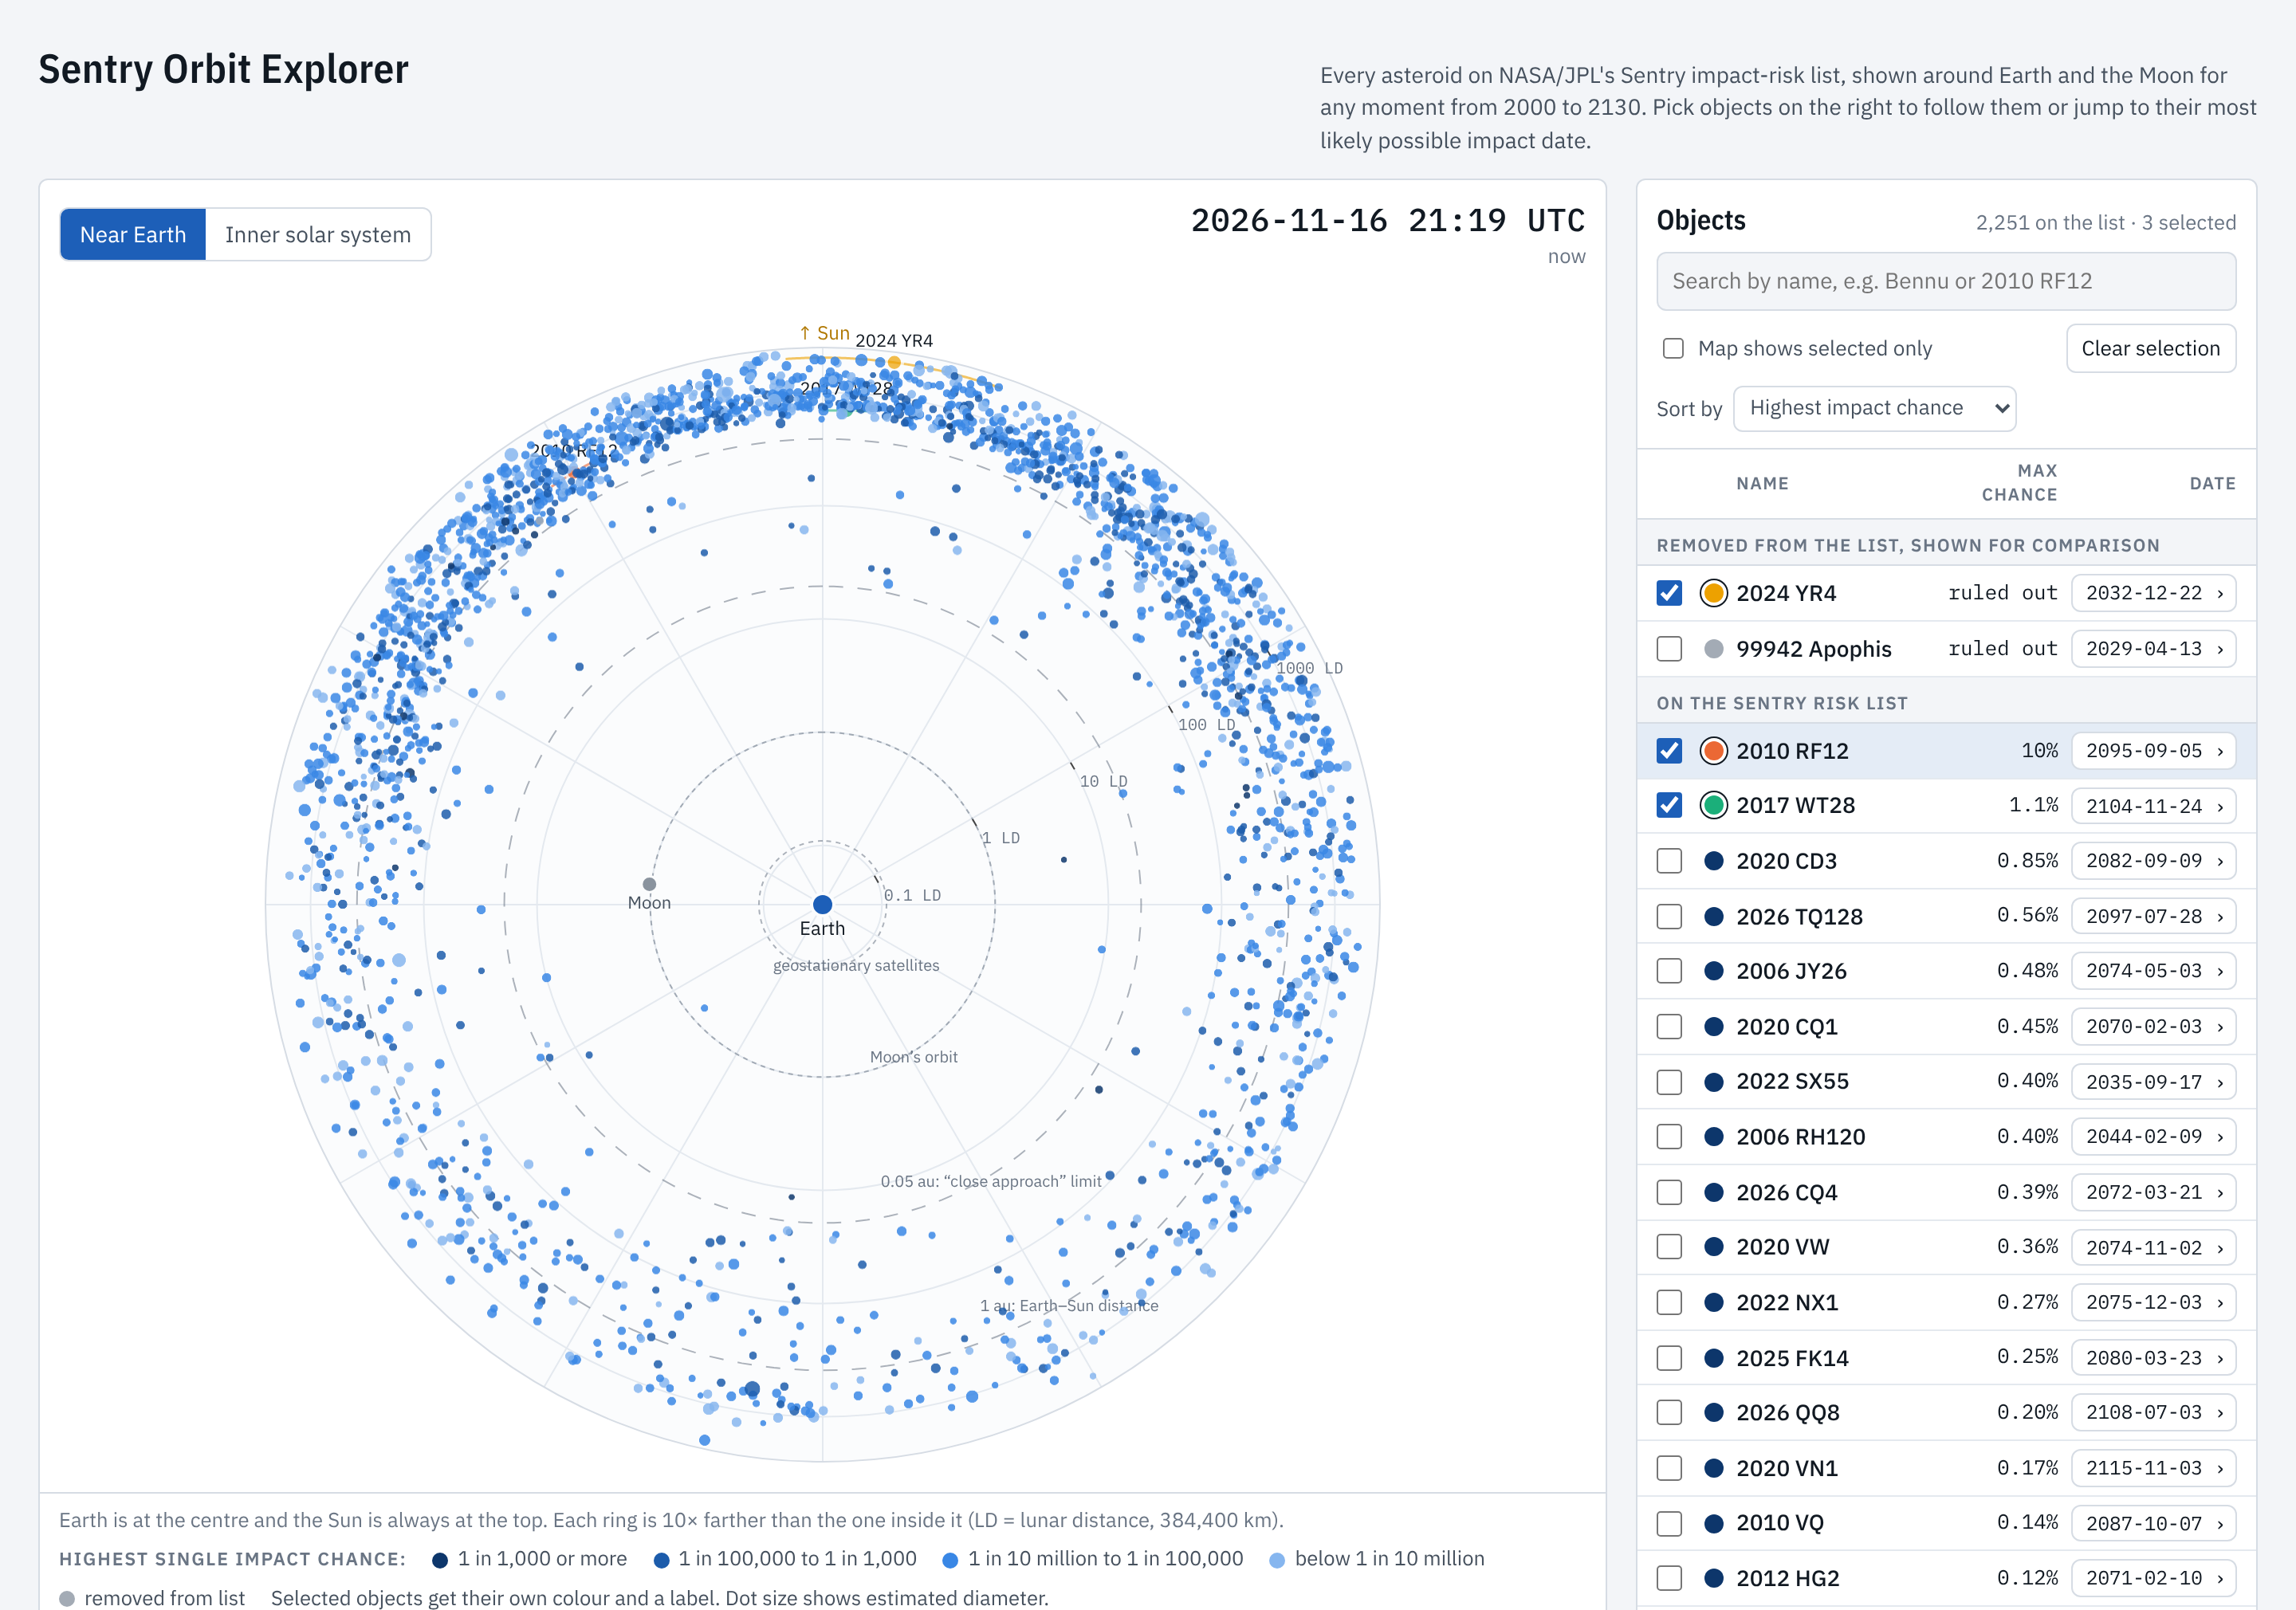 Sentry Orbit Explorer
Every asteroid on NASA/JPL's Sentry impact-risk list, shown around Earth and the Moon for
any moment from 2000 to 2130. Pick objects on the right to follow them or jump to their most
likely possible impact date.
Near Earth
Inner solar system
2026-11-16 21:19 UTC
now
↑ Sun
2024 YR4
2010 RF12
1000 LD
100 LD
10 LD
1 LD
0.1 LD
Moon
Earth
geostationary satellites
Moon's orbit
0.05 au: “close approach” limit
1 au: Earth–Sun distance
Earth is at the centre and the Sun is always at the top. Each ring is 10× farther than the one inside it (LD = lunar distance, 384,400 km).
HIGHEST SINGLE IMPACT CHANCE: 1 in 1,000 or more 1 in 100,000 to 1 in 1,000 1 in 10 million to 1 in 100,000 below 1 in 10 million
removed from list Selected objects get their own colour and a label. Dot size shows estimated diameter.
Objects
2,251 on the list · 3 selected
Search by name, e.g. Bennu or 2010 RF12
Map shows selected only
Clear selection
Sort by Highest impact chance
NAME MAX CHANCE DATE
REMOVED FROM THE LIST, SHOWN FOR COMPARISON
2024 YR4 ruled out 2032-12-22 ›
99942 Apophis ruled out 2029-04-13 ›
ON THE SENTRY RISK LIST
2010 RF12 10% 2095-09-05 ›
2017 WT28 1.1% 2104-11-24 ›
2020 CD3 0.85% 2082-09-09 ›
2026 TQ128 0.56% 2097-07-28 ›
2006 JY26 0.48% 2074-05-03 ›
2020 CQ1 0.45% 2070-02-03 ›
2022 SX55 0.40% 2035-09-17 ›
2006 RH120 0.40% 2044-02-09 ›
2026 CQ4 0.39% 2072-03-21 ›
2020 VW 0.36% 2074-11-02 ›
2022 NX1 0.27% 2075-12-03 ›
2025 FK14 0.25% 2080-03-23 ›
2026 QQ8 0.20% 2108-07-03 ›
2020 VN1 0.17% 2115-11-03 ›
2010 VQ 0.14% 2087-10-07 ›
2012 HG2 0.12% 2071-02-10 ›